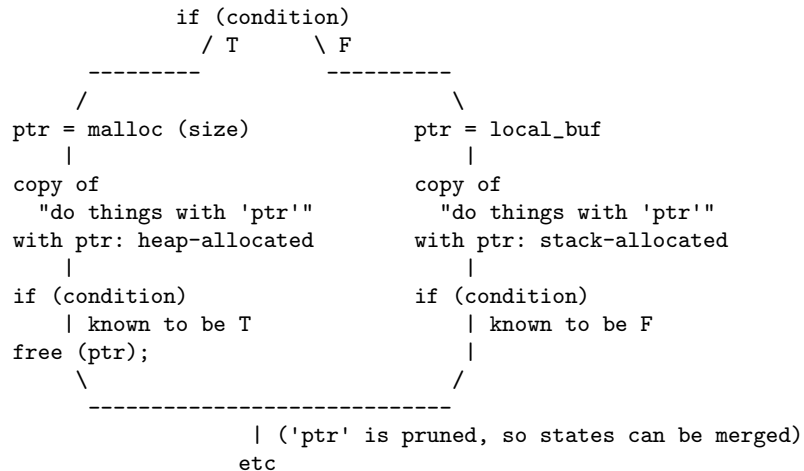 if (condition)
/ T \ F
--------- ----------
/ \
ptr = malloc (size) ptr = local_buf
| |
copy of copy of
"do things with 'ptr'" "do things with 'ptr'"
with ptr: heap-allocated with ptr: stack-allocated
| |
if (condition) if (condition)
| known to be T | known to be F
free (ptr); |
\ /
-----------------------------
| ('ptr' is pruned, so states can be merged)
etc